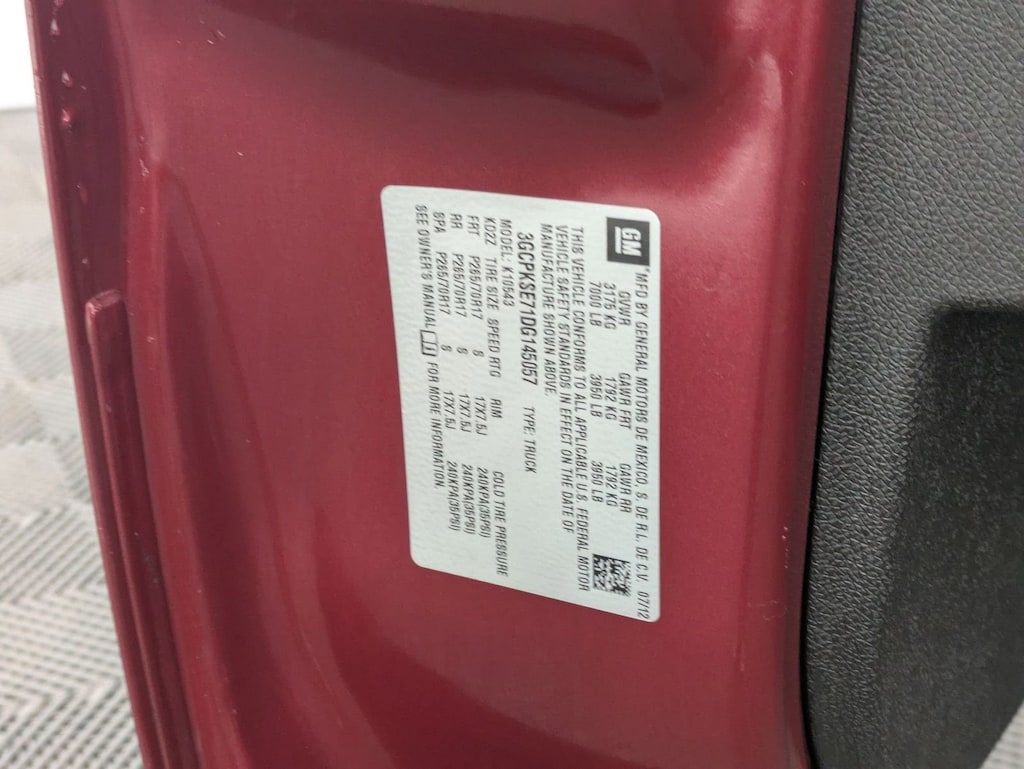 GM
*MFD BY GENERAL MOTORS DE MEXICO, S. DE R.L. DE C.V. 07/12
GVWR GAWR FRT GAWR RR
3175 KG 1792 KG 1792 KG
7000 LB 3950 LB 3950 LB
THIS VEHICLE CONFORMS TO ALL APPLICABLE U.S. FEDERAL MOTOR
VEHICLE SAFETY STANDARDS IN EFFECT ON THE DATE OF
MANUFACTURE SHOWN ABOVE.
3GCPKSE71DG145057 TYPE: TRUCK
MODEL: K10543
K02Z TIRE SIZE SPEED RTG RIM COLD TIRE PRESSURE
FRT P265/70R17 S 17X7.5J 240KPA(35PSI)
RR P265/70R17 S 17X7.5J 240KPA(35PSI)
SPA P265/70R17 S 17X7.5J 240KPA(35PSI)
SEE OWNER'S MANUAL FOR MORE INFORMATION.